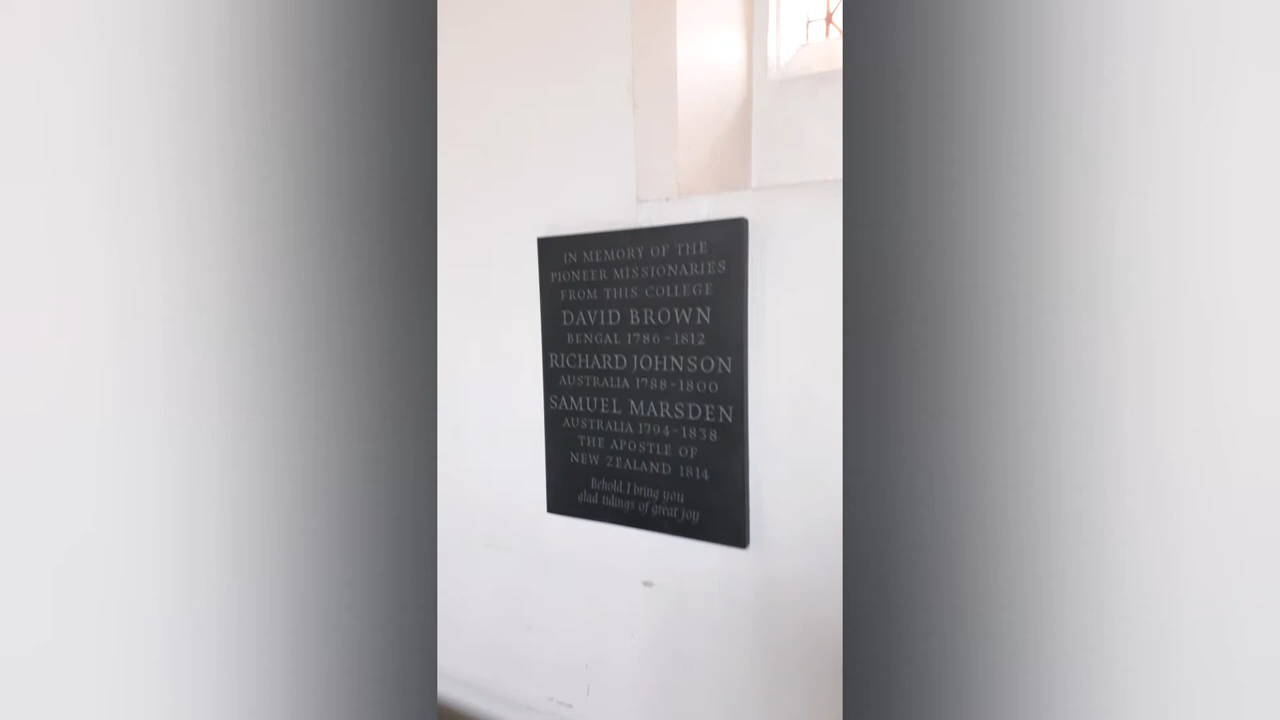 IN MEMORY OF THE
PIONEER MISSIONARIES
FROM THIS COLLEGE
DAVID BROWN
BENGAL 1786-1812
RICHARD JOHNSON
AUSTRALIA 1788-1800
SAMUEL MARSDEN
AUSTRALIA 1794-1838
THE APOSTLE OF
NEW ZEALAND 1814
Behold I bring you
glad tidings of great joy